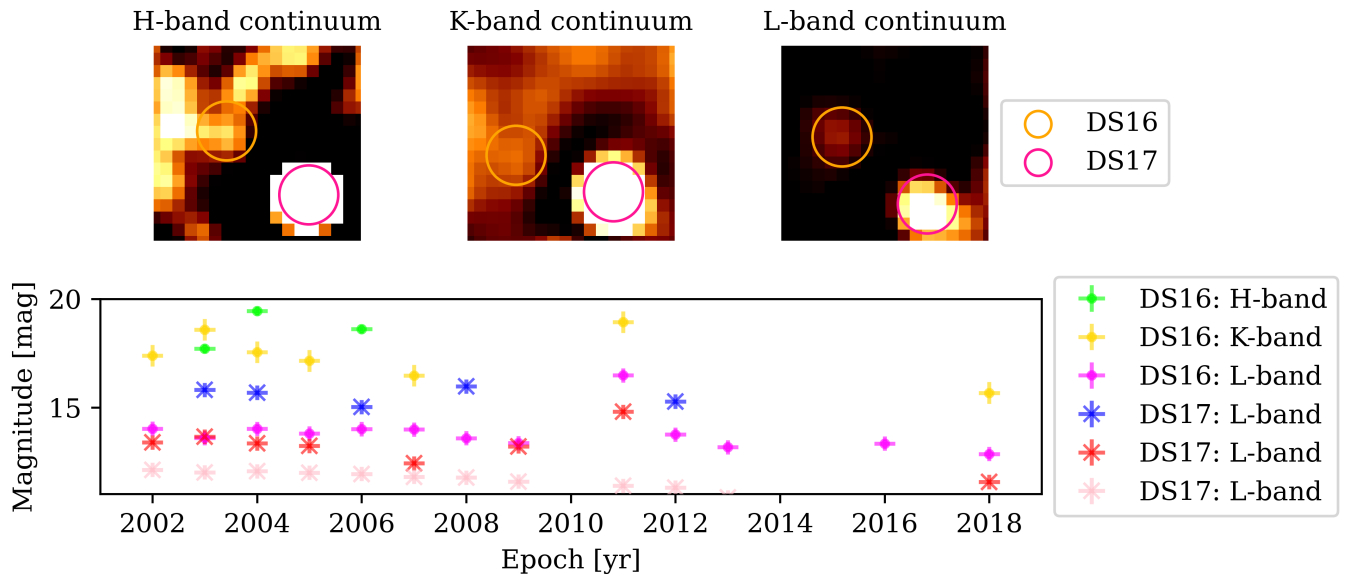 H-band continuum K-band continuum L-band continuum
DS16
DS17
20
15
Magnitude [mag]
2002 2004 2006 2008 2010 2012 2014 2016 2018
Epoch [yr]
DS16: H-band
DS16: K-band
DS16: L-band
DS17: L-band
DS17: L-band
DS17: L-band